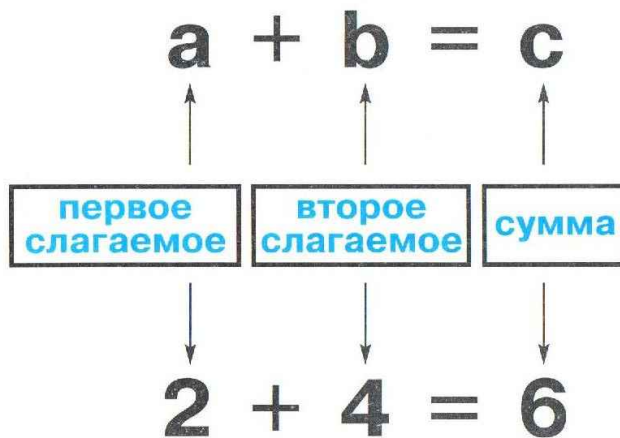 a + b = c
первое слагаемое
второе слагаемое
сумма
2 + 4 = 6